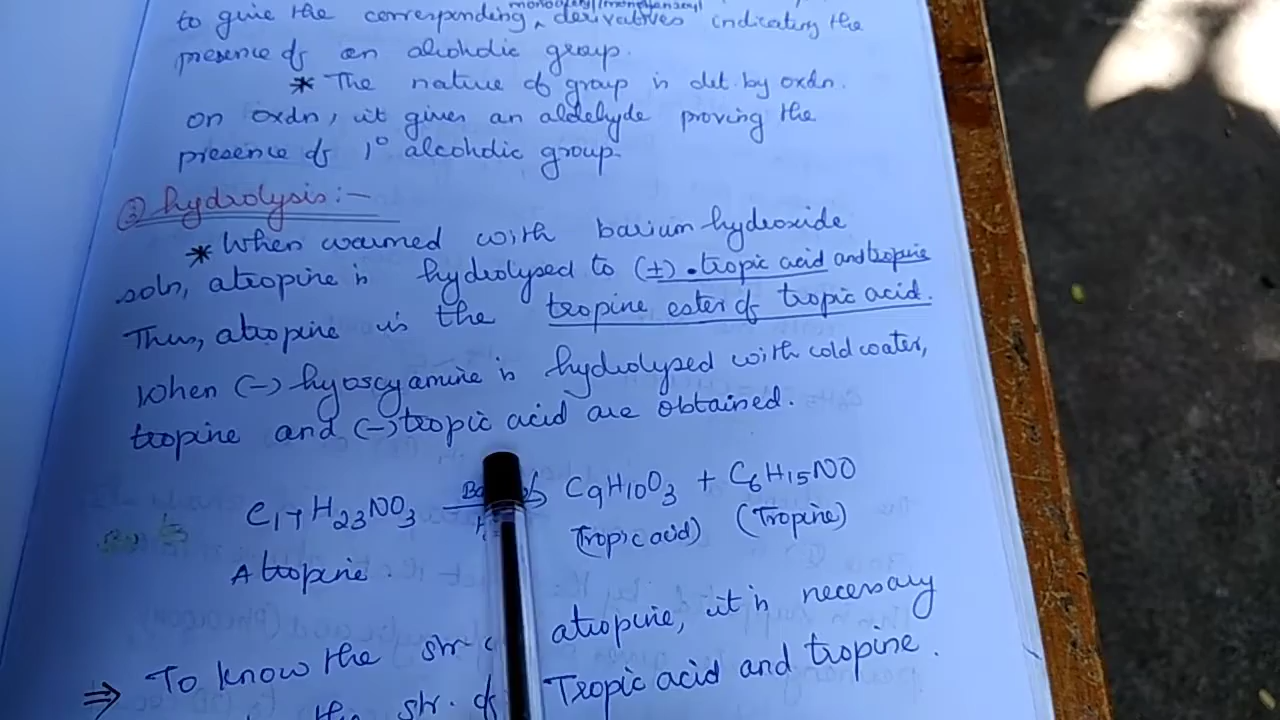 to give the corresponding derivatives indicating the
presence of an alcoholic group.
* The nature of group is det. by oxdn.
on oxdn, it gives an aldehyde proving the
presence of 1° alcoholic group.
③ hydrolysis:-
* When warmed with barium hydroxide
soln, atropine is hydrolysed to (±).tropic acid and tropine
Thus, atropine is the tropine ester of tropic acid.
When (-) hyoscyamine is hydrolysed with cold water,
tropine and (-) tropic acid are obtained.
C17H23NO3 C9H10O3 + C6H15NO
Atropine. (Tropic acid) (Tropine)
⇒ To know the str atropine, it is necessary
str. of Tropic acid and tropine.